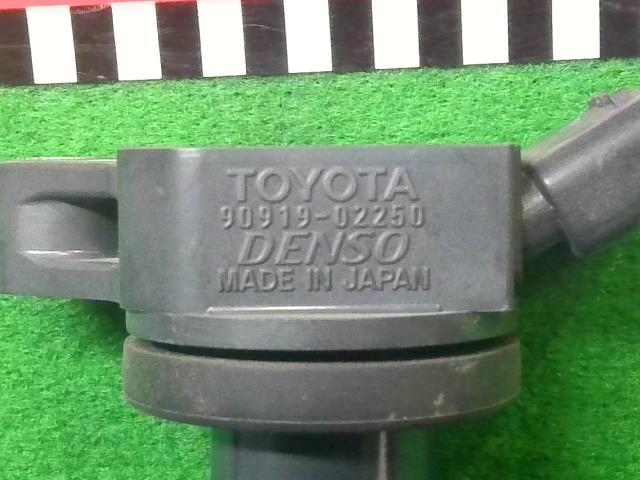 TOYOTA
90919-02250
DENSO
MADE IN JAPAN